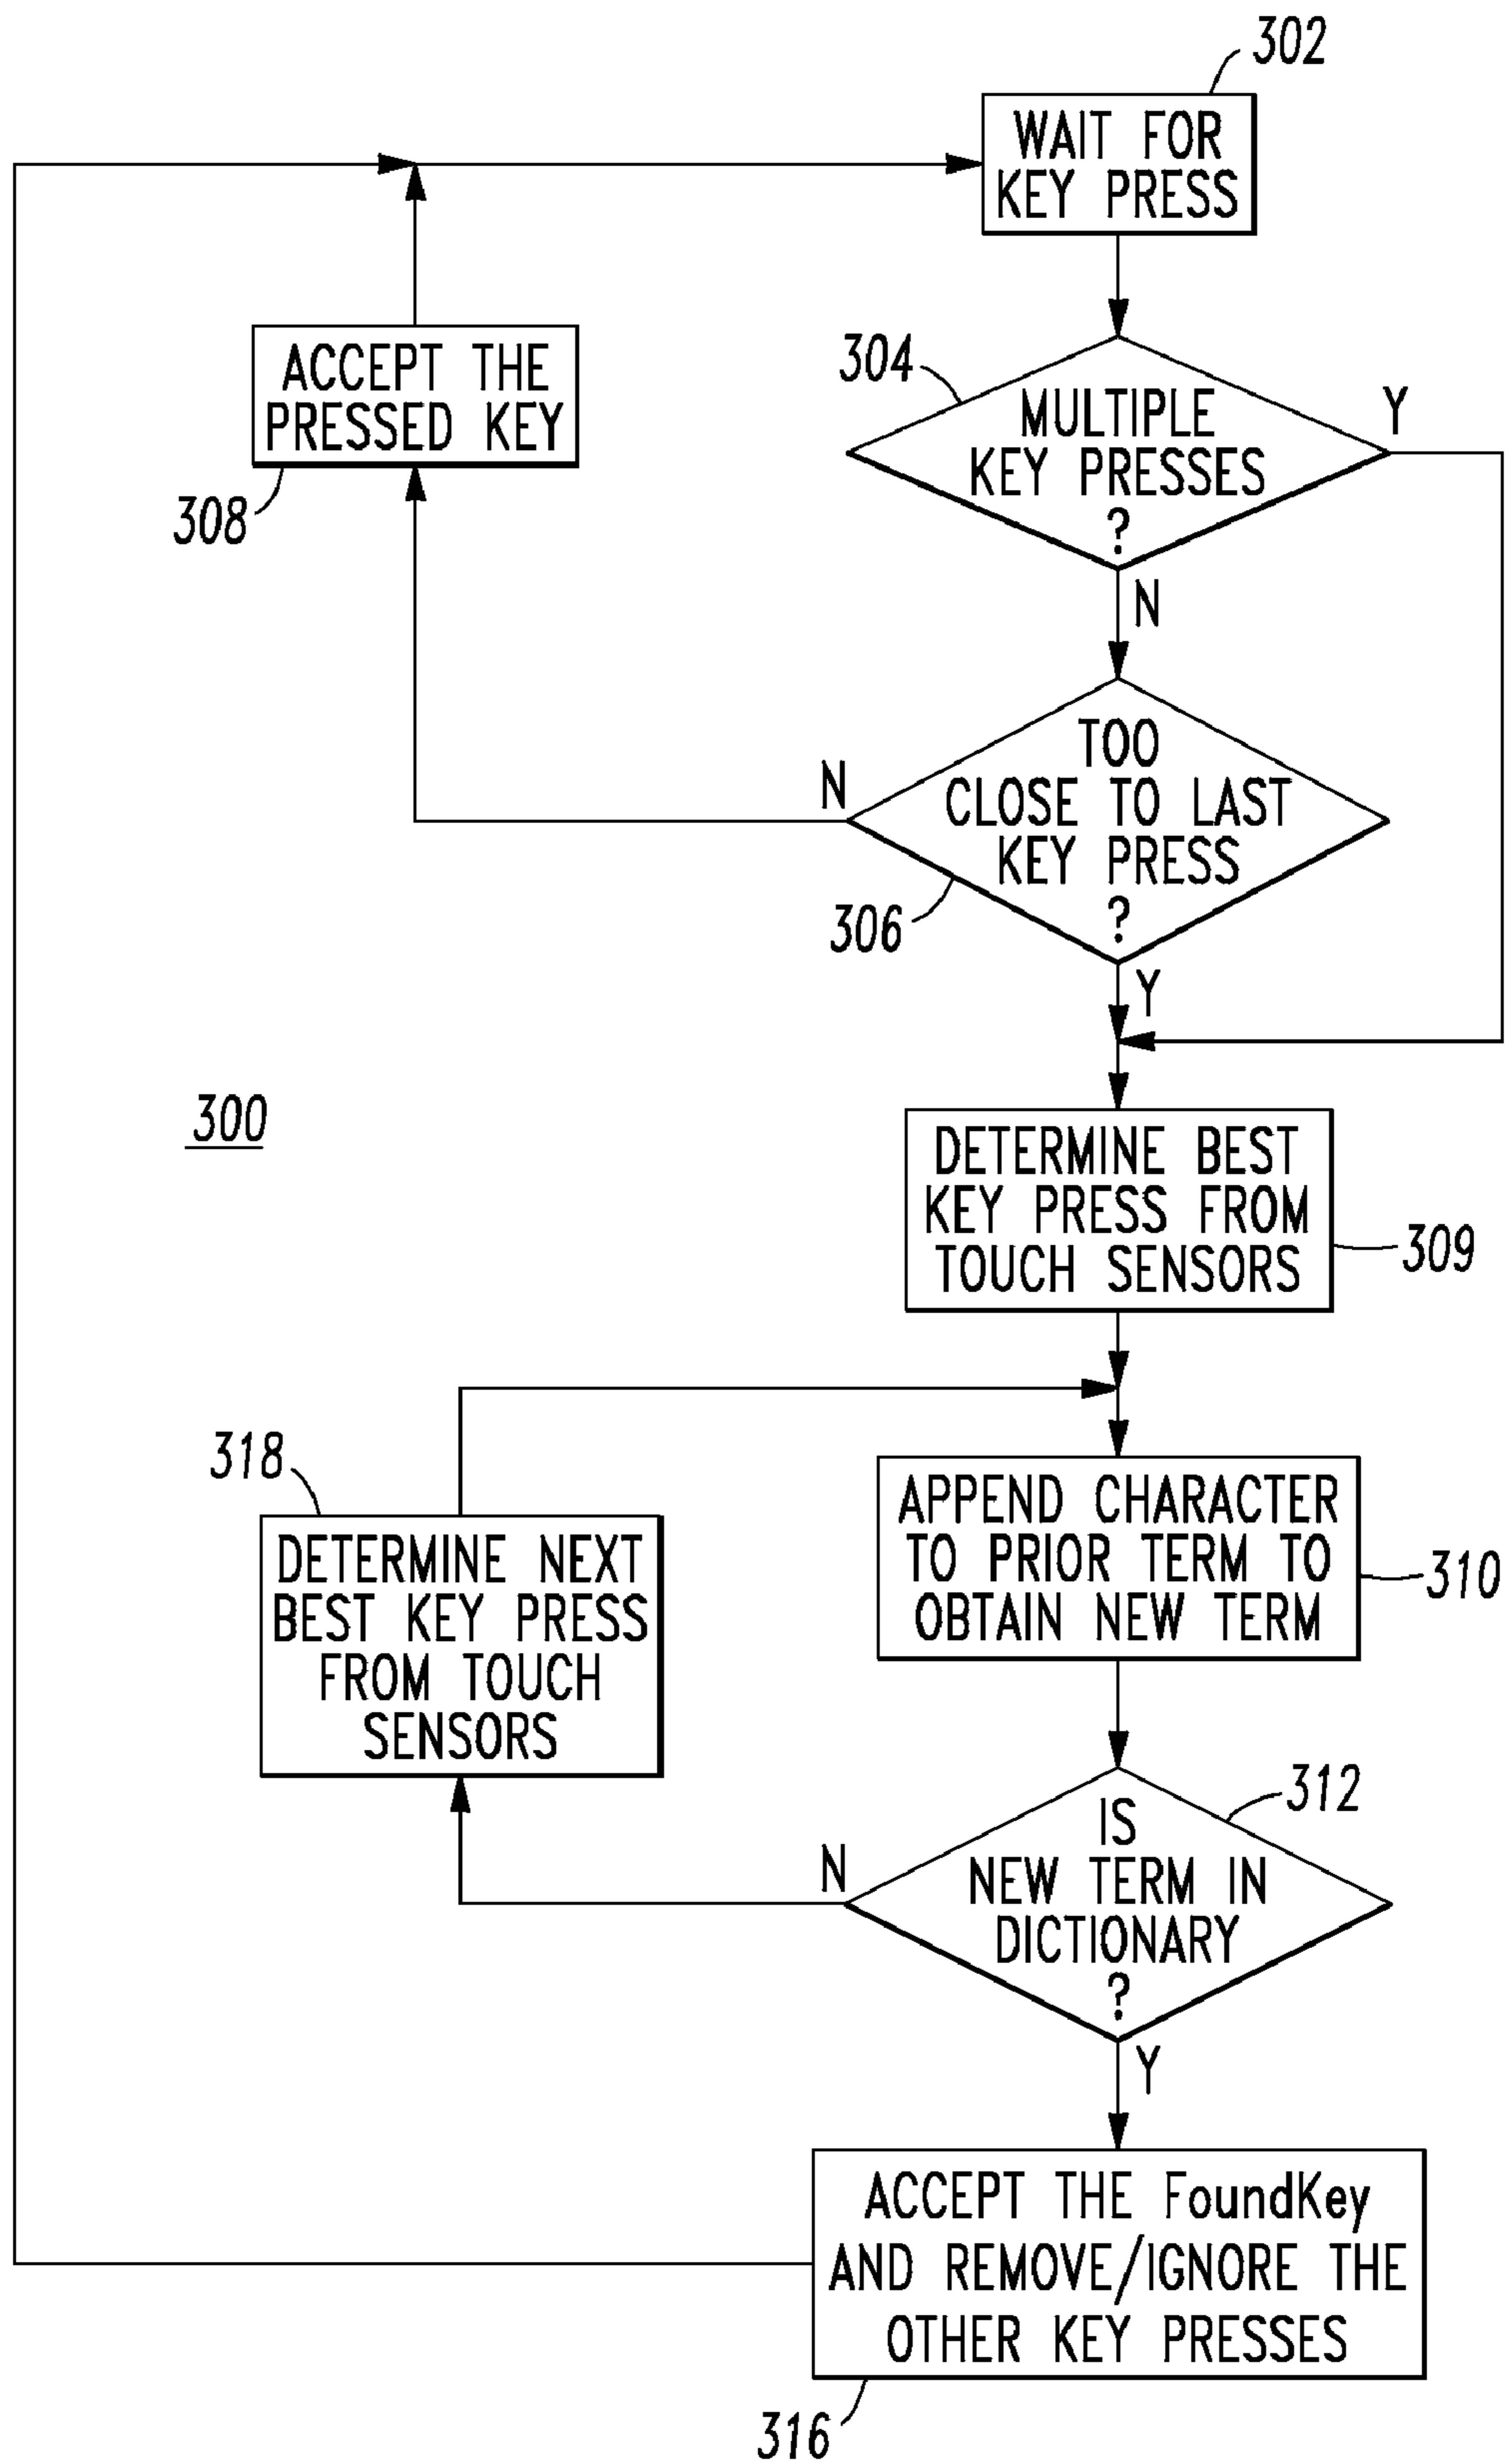 302
WAIT FOR
KEY PRESS
ACCEPT THE
PRESSED KEY
308
304
MULTIPLE
KEY PRESSES
?
Y
N
TOO
CLOSE TO LAST
KEY PRESS
?
N
306
Y
300
DETERMINE BEST
KEY PRESS FROM
TOUCH SENSORS
309
318
DETERMINE NEXT
BEST KEY PRESS
FROM TOUCH
SENSORS
APPEND CHARACTER
TO PRIOR TERM TO
OBTAIN NEW TERM
310
312
IS
NEW TERM IN
DICTIONARY
?
N
Y
ACCEPT THE FoundKey
AND REMOVE/IGNORE THE
OTHER KEY PRESSES
316